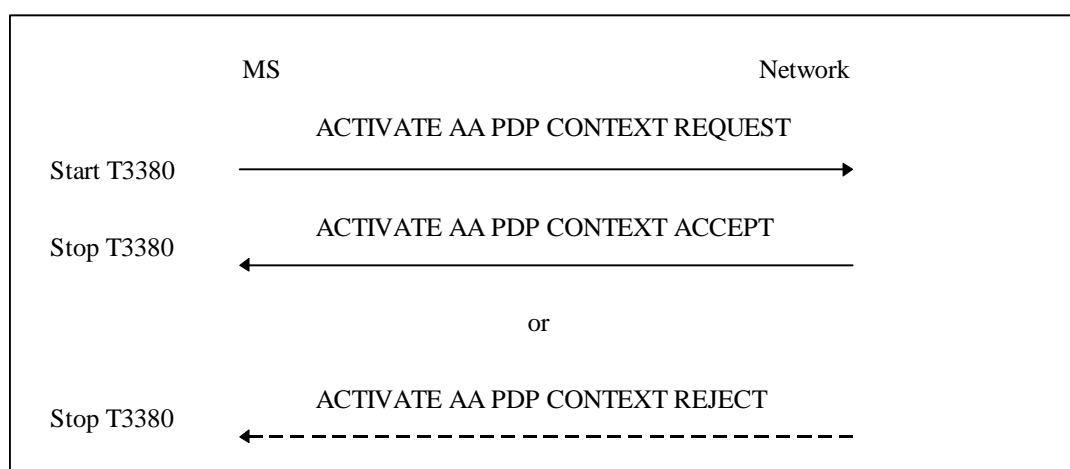 MS Network
ACTIVATE AA PDP CONTEXT REQUEST
Start T3380
ACTIVATE AA PDP CONTEXT ACCEPT
Stop T3380
or
ACTIVATE AA PDP CONTEXT REJECT
Stop T3380